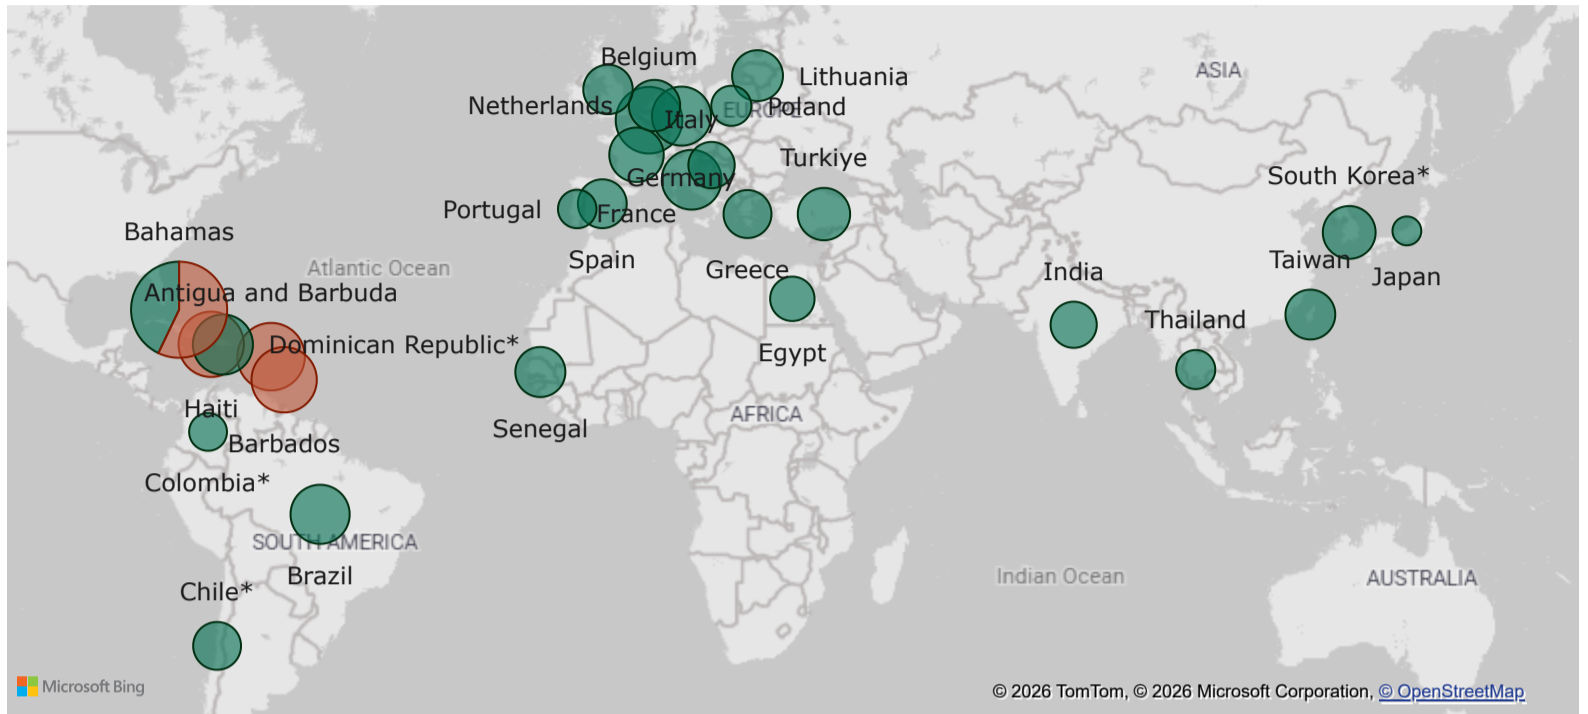 Belgium
ASIA
Lithuania
Netherlands
EUROPE
Poland
Italy
Turkiye
South Korea*
Germany
Portugal
France
Bahamas
Spain
Taiwan
Atlantic Ocean
Greece
India
Japan
Antigua and Barbuda
Thailand
Dominican Republic*
Egypt
Haiti
AFRICA
Senegal
Barbados
Colombia*
SOUTH AMERICA
Brazil
Indian Ocean
AUSTRALIA
Chile*
Microsoft Bing
© 2026 TomTom, © 2026 Microsoft Corporation, © OpenStreetMap